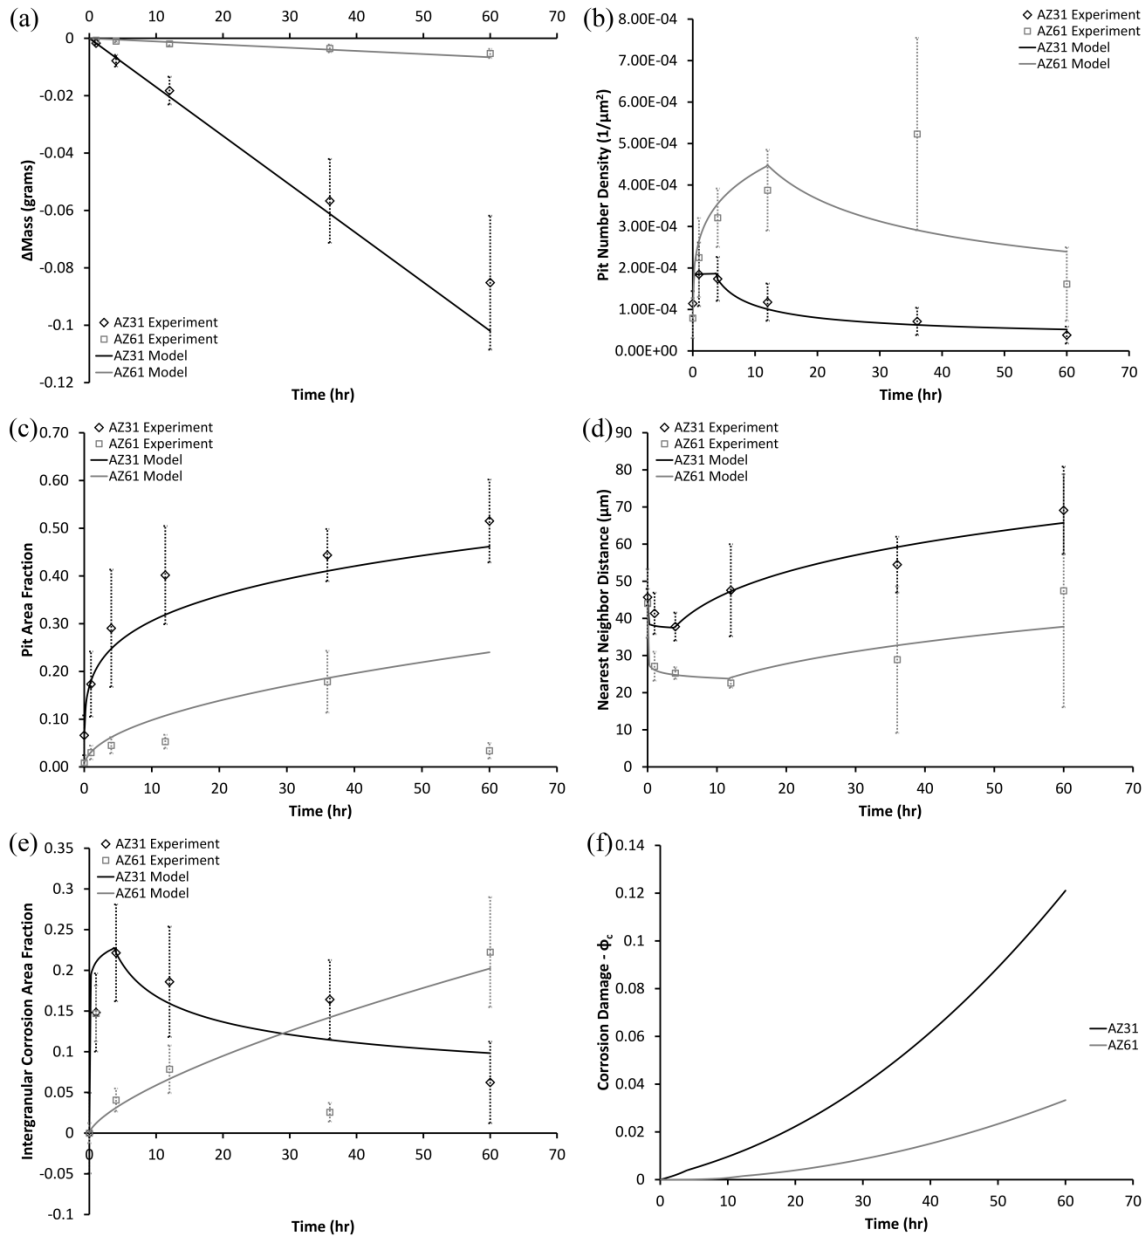 (a)
0 10 20 30 40 50 60
0
-0.02
-0.04
-0.06
-0.08
-0.1
-0.12
ΔMass (grams)
AZ31 Experiment
AZ61 Experiment
AZ31 Model
AZ61 Model
Time (hr)
(b)
8.00E-04
7.00E-04
6.00E-04
5.00E-04
4.00E-04
3.00E-04
2.00E-04
1.00E-04
0.00E+00
Pit Number Density (1/μm²)
AZ31 Experiment
AZ61 Experiment
AZ31 Model
AZ61 Model
0 10 20 30 40 50 60 70
Time (hr)
(c)
0.70
0.60
0.50
0.40
0.30
0.20
0.10
0.00
Pit Area Fraction
AZ31 Experiment
AZ61 Experiment
AZ31 Model
AZ61 Model
0 10 20 30 40 50 60
Time (hr)
(d)
90
80
70
60
50
40
30
20
10
0
Nearest Neighbor Distance (μm)
AZ31 Experiment
AZ61 Experiment
AZ31 Model
AZ61 Model
0 10 20 30 40 50 60 70
Time (hr)
(e)
0.35
0.3
0.25
0.2
0.15
0.1
0.05
0
-0.05
-0.1
Intergranular Corrosion Area Fraction
AZ31 Experiment
AZ61 Experiment
AZ31 Model
AZ61 Model
0 10 20 30 40 50 60
Time (hr)
(f)
0.14
0.12
0.1
0.08
0.06
0.04
0.02
0
Corrosion Damage - Φc
AZ31
AZ61
0 10 20 30 40 50 60 70
Time (hr)